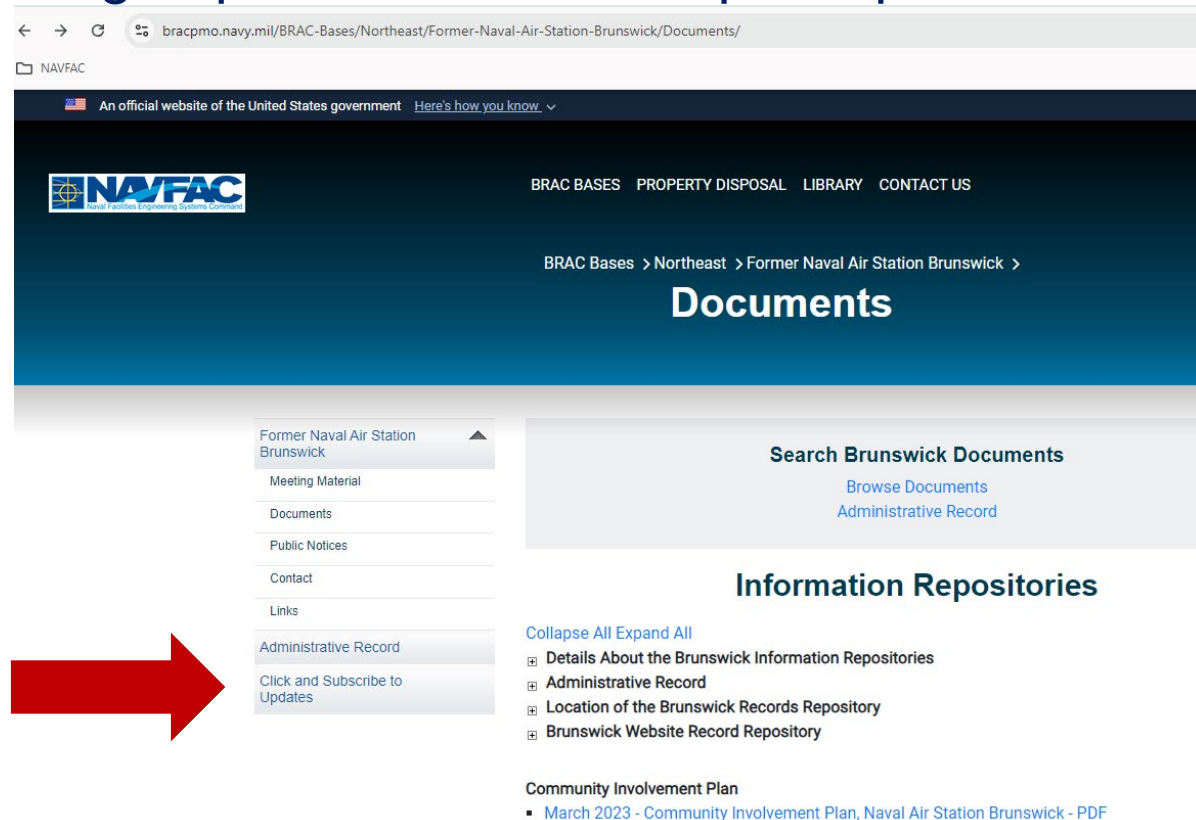 bracpmo.navy.mil/BRAC-Bases/Northeast/Former-Naval-Air-Station-Brunswick/Documents/
NAVFAC
An official website of the United States government Here's how you know
NAVFAC
Naval Facilities Engineering Systems Command
BRAC BASES PROPERTY DISPOSAL LIBRARY CONTACT US
BRAC Bases > Northeast > Former Naval Air Station Brunswick >
Documents
Former Naval Air Station
Brunswick
Meeting Material
Documents
Public Notices
Contact
Links
Administrative Record
Click and Subscribe to
Updates
Search Brunswick Documents
Browse Documents
Administrative Record
Information Repositories
Collapse All Expand All
Details About the Brunswick Information Repositories
Administrative Record
Location of the Brunswick Records Repository
Brunswick Website Record Repository
Community Involvement Plan
▪ March 2023 - Community Involvement Plan, Naval Air Station Brunswick - PDF